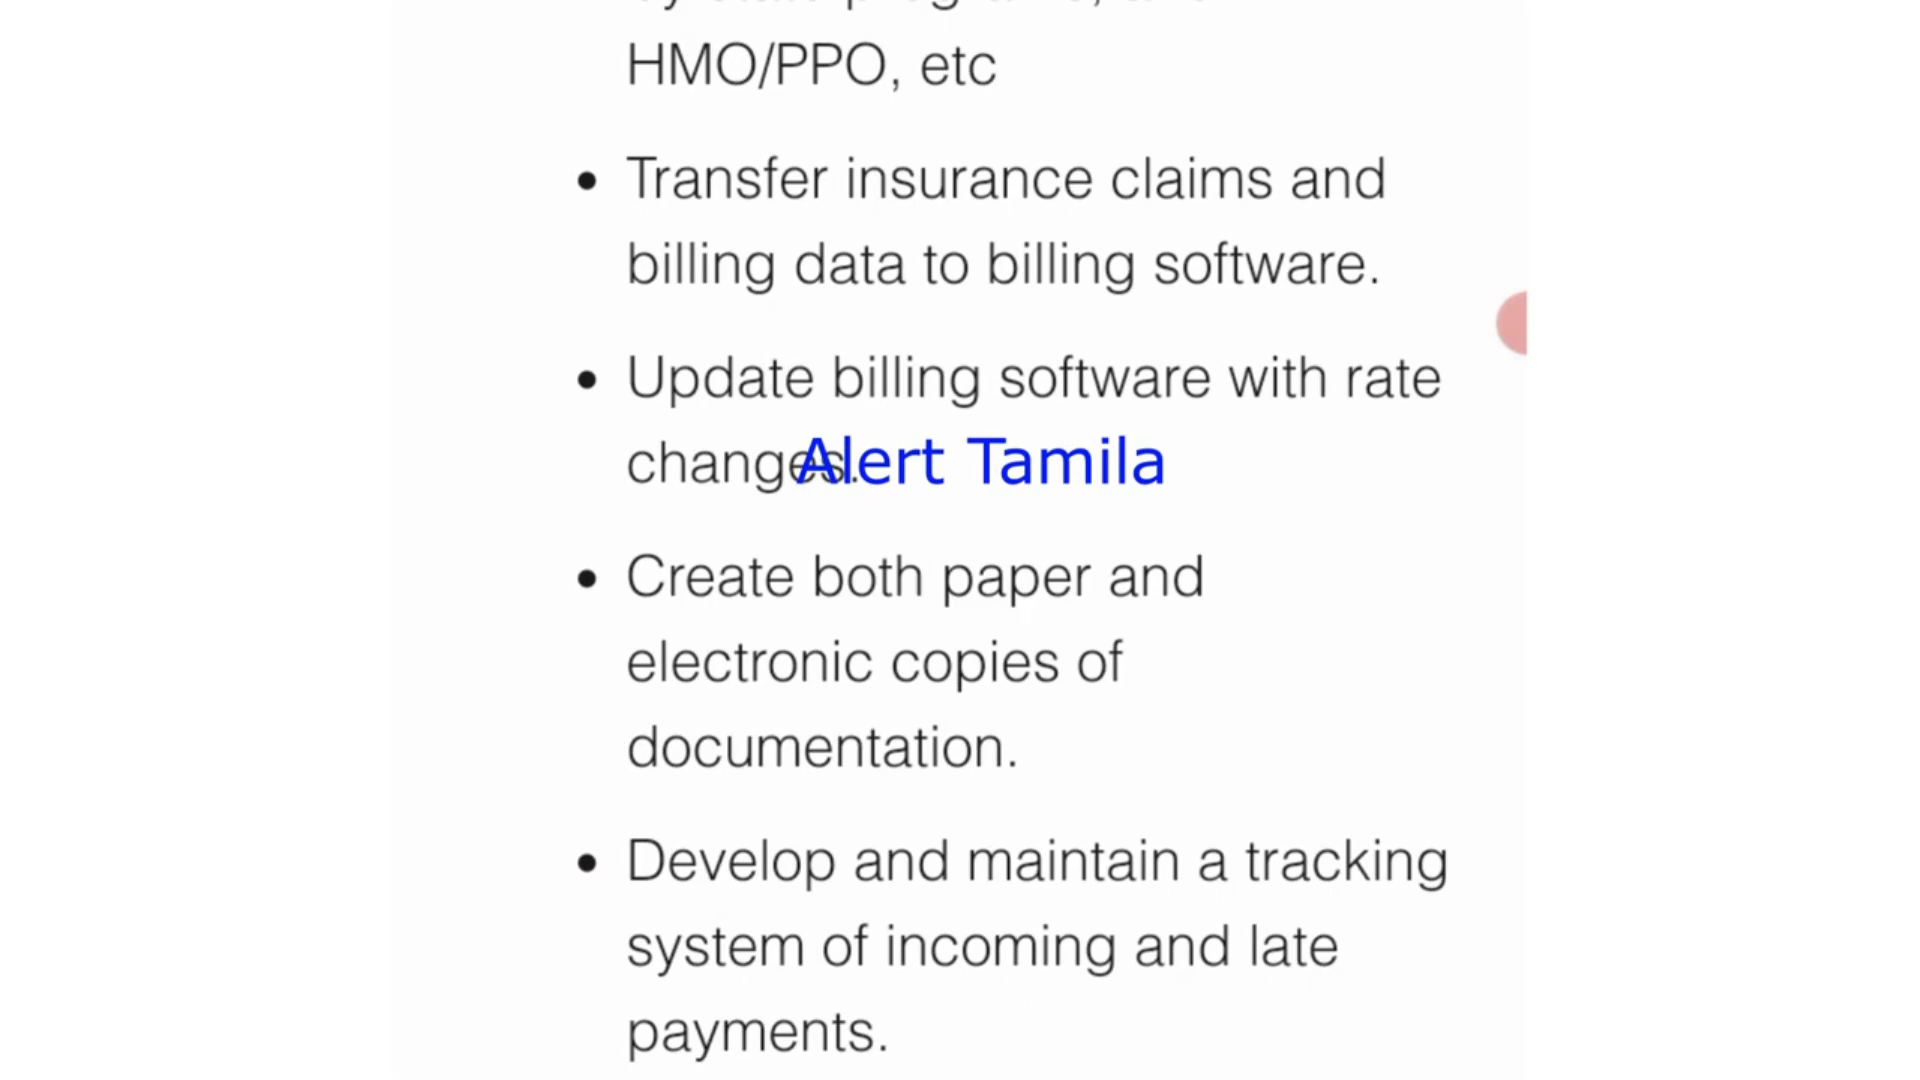 HMO/PPO, etc
• Transfer insurance claims and
billing data to billing software.
• Update billing software with rate
changes.
Alert Tamila
• Create both paper and
electronic copies of
documentation.
• Develop and maintain a tracking
system of incoming and late
payments.